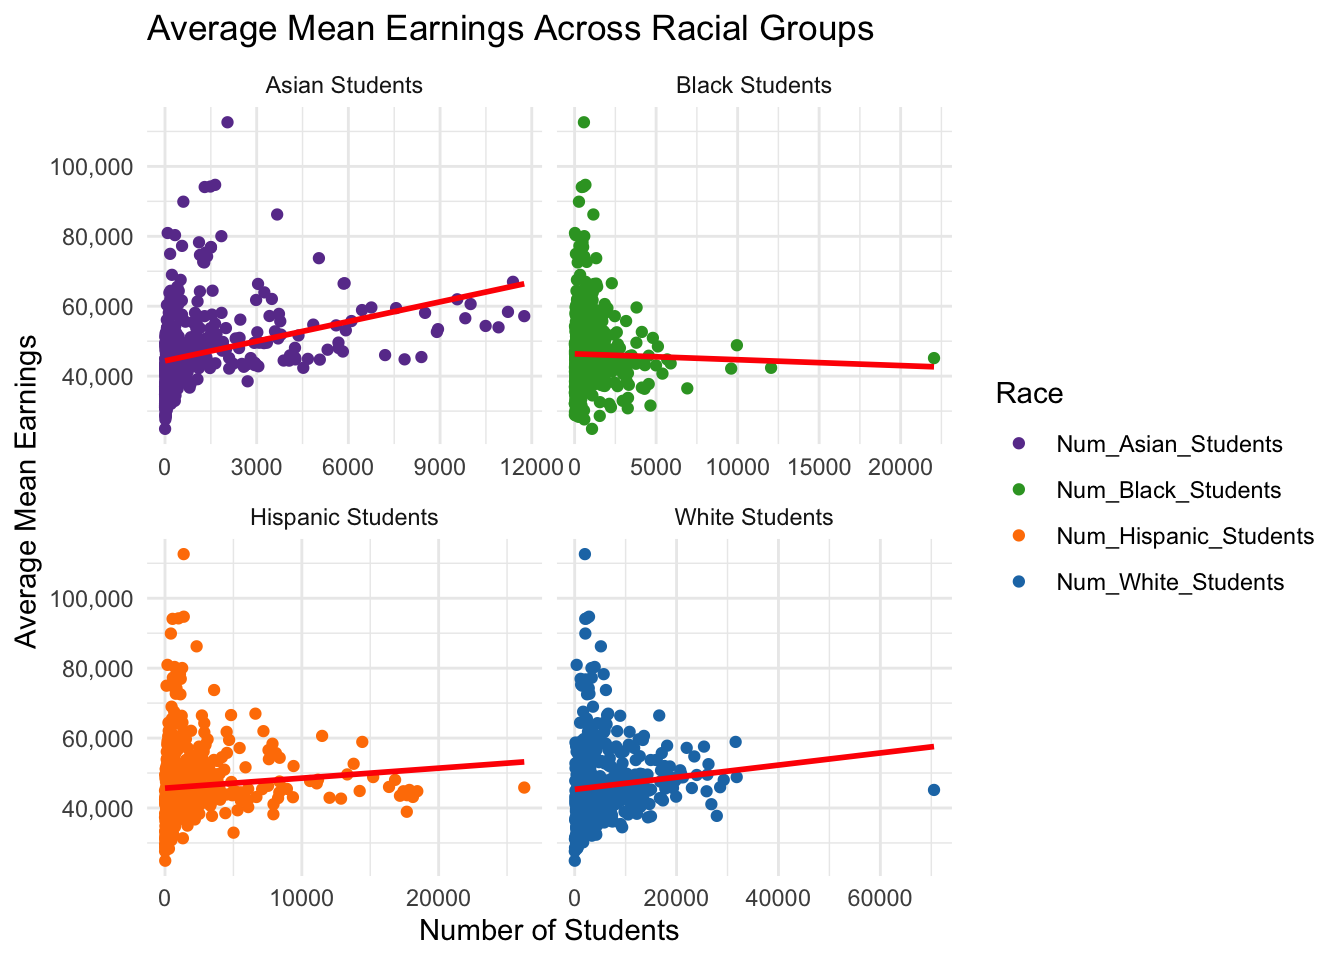 Average Mean Earnings Across Racial Groups
Asian Students
Black Students
100,000
80,000
60,000
40,000
0 3000 6000 9000 12000
0 5000 10000 15000 20000
Hispanic Students
White Students
100,000
80,000
60,000
40,000
0 10000 20000
0 20000 40000 60000
Number of Students
Average Mean Earnings
Race
Num_Asian_Students
Num_Black_Students
Num_Hispanic_Students
Num_White_Students